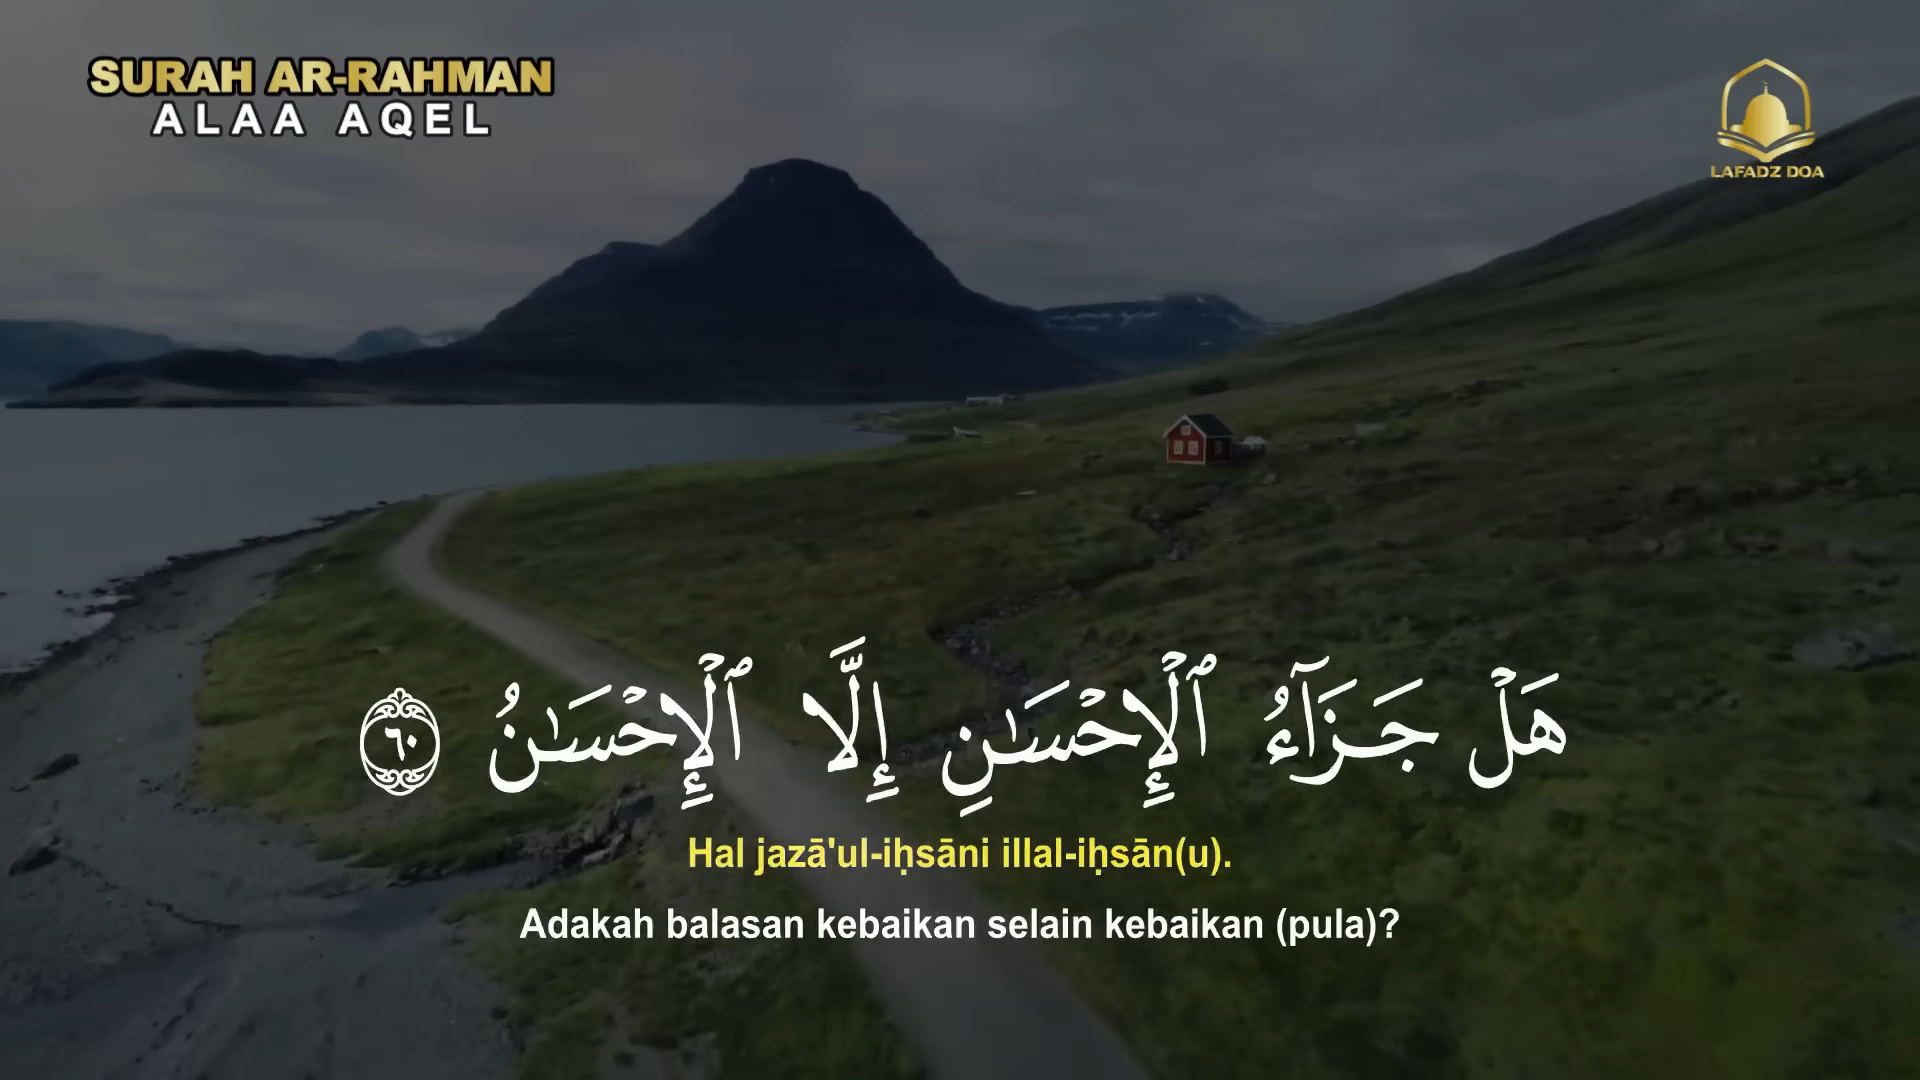 SURAH AR-RAHMAN
ALAA AQEL
LAFADZ DOA
هَلۡ جَزَآءُ ٱلۡإِحۡسَٰنِ إِلَّا ٱلۡإِحۡسَٰنُ ٦٠
Hal jazā'ul-iḥsāni illal-iḥsān(u).
Adakah balasan kebaikan selain kebaikan (pula)?